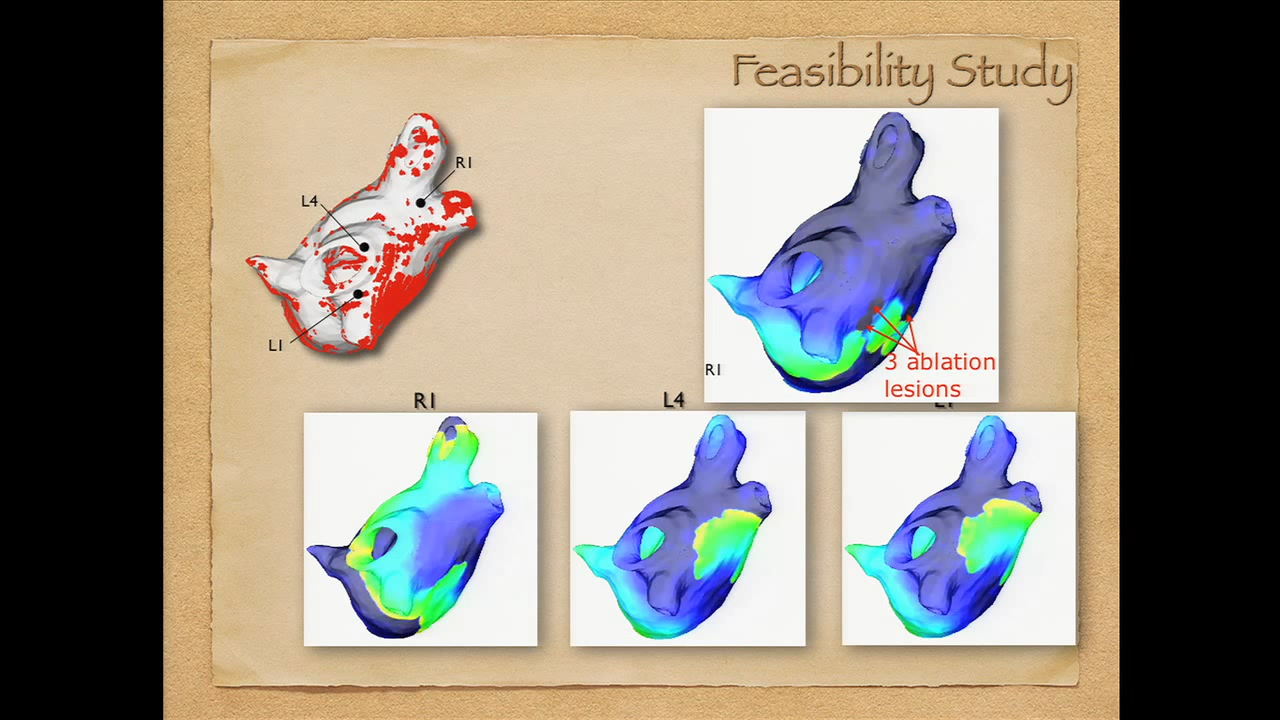 Feasibility Study
R1
L4
L1
R1
3 ablation
lesions
R1
L4